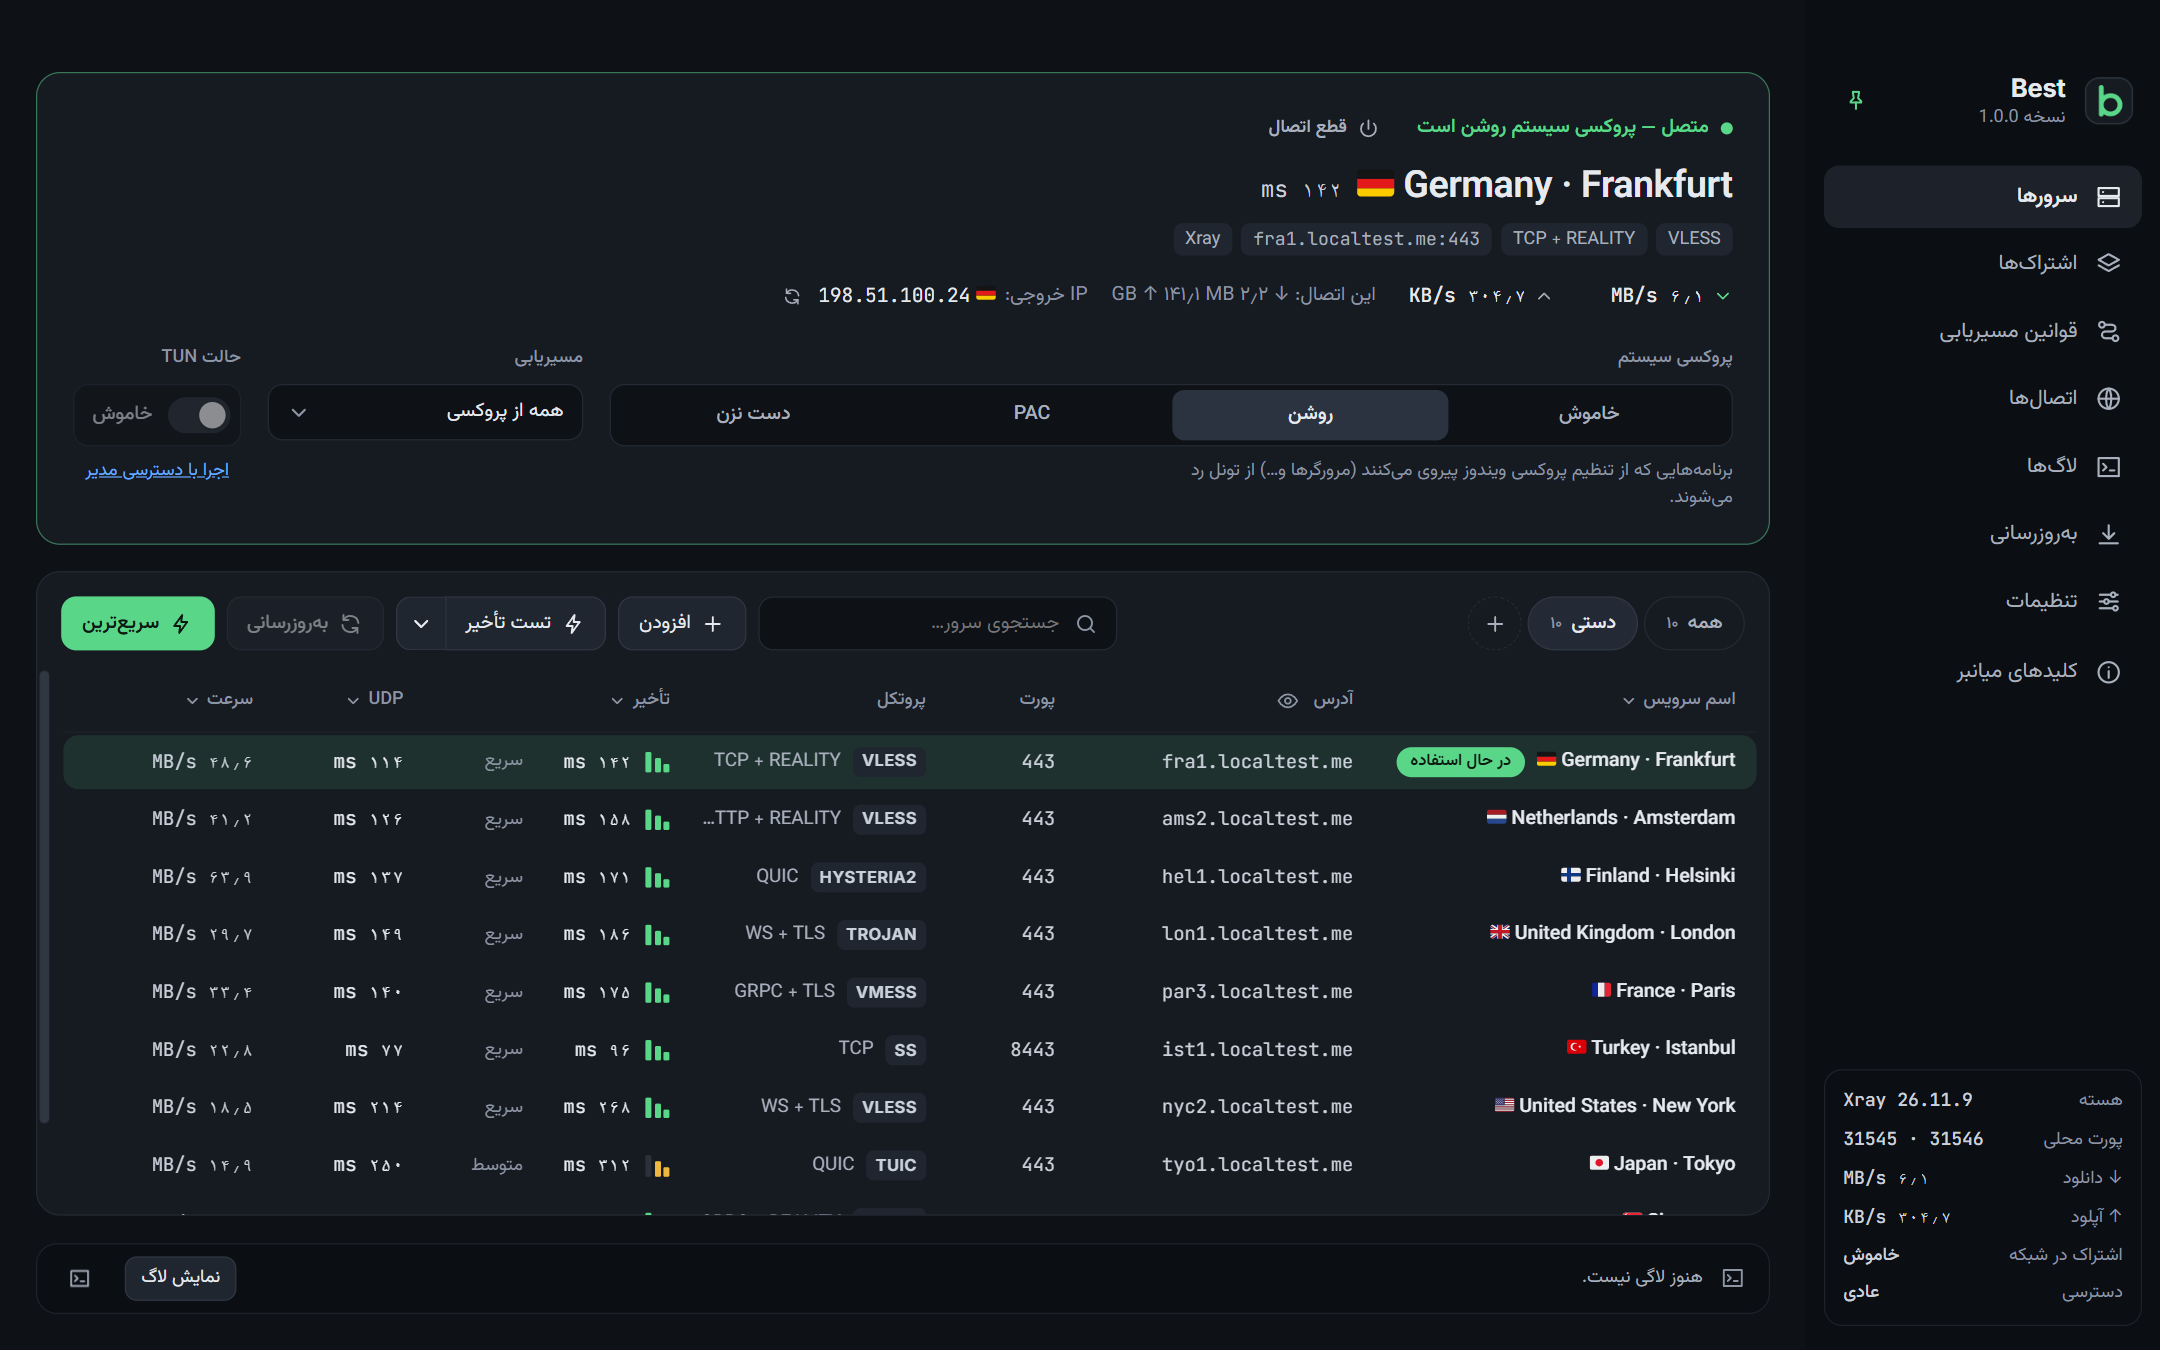 Best
نسخه 1.0.0
سرورها
اشتراک‌ها
قوانین مسیریابی
اتصال‌ها
لاگ‌ها
به‌روزرسانی
تنظیمات
کلیدهای میانبر
هسته Xray 26.11.9
پورت محلی 31545 · 31546
↓ دانلود ۶٫۱ MB/s
↑ آپلود ۳۰۴٫۷ KB/s
اشتراک در شبکه خاموش
دسترسی عادی
متصل — پروکسی سیستم روشن است قطع اتصال
Germany · Frankfurt ۱۴۲ ms
VLESS TCP + REALITY fra1.localtest.me:443 Xray
۶٫۱ MB/s ۳۰۴٫۷ KB/s این اتصال: ↓ ۲٫۲ GB ↑ ۱۴۱٫۱ MB IP خروجی: 198.51.100.24
پروکسی سیستم مسیریابی حالت TUN
خاموش روشن PAC دست نزن همه از پروکسی خاموش
برنامه‌هایی که از تنظیم پروکسی ویندوز پیروی می‌کنند (مرورگرها و…) از تونل رد
می‌شوند.
اجرا با دسترسی مدیر
همه ۱۰ دستی ۱۰ جستجوی سرور… افزودن تست تأخیر به‌روزرسانی سریع‌ترین
اسم سرویس آدرس پورت پروتکل تأخیر UDP سرعت
Germany · Frankfurt در حال استفاده fra1.localtest.me 443 VLESS TCP + REALITY ۱۴۲ ms سریع ۱۱۴ ms ۴۸٫۶ MB/s
Netherlands · Amsterdam ams2.localtest.me 443 VLESS …TTP + REALITY ۱۵۸ ms سریع ۱۲۶ ms ۴۱٫۲ MB/s
Finland · Helsinki hel1.localtest.me 443 HYSTERIA2 QUIC ۱۷۱ ms سریع ۱۳۷ ms ۶۳٫۹ MB/s
United Kingdom · London lon1.localtest.me 443 TROJAN WS + TLS ۱۸۶ ms سریع ۱۴۹ ms ۲۹٫۷ MB/s
France · Paris par3.localtest.me 443 VMESS GRPC + TLS ۱۷۵ ms سریع ۱۴۰ ms ۳۳٫۴ MB/s
Turkey · Istanbul ist1.localtest.me 8443 SS TCP ۹۶ ms سریع ۷۷ ms ۲۲٫۸ MB/s
United States · New York nyc2.localtest.me 443 VLESS WS + TLS ۲۶۸ ms سریع ۲۱۴ ms ۱۸٫۵ MB/s
Japan · Tokyo tyo1.localtest.me 443 TUIC QUIC ۳۱۲ ms متوسط ۲۵۰ ms ۱۴٫۹ MB/s
هنوز لاگی نیست. نمایش لاگ